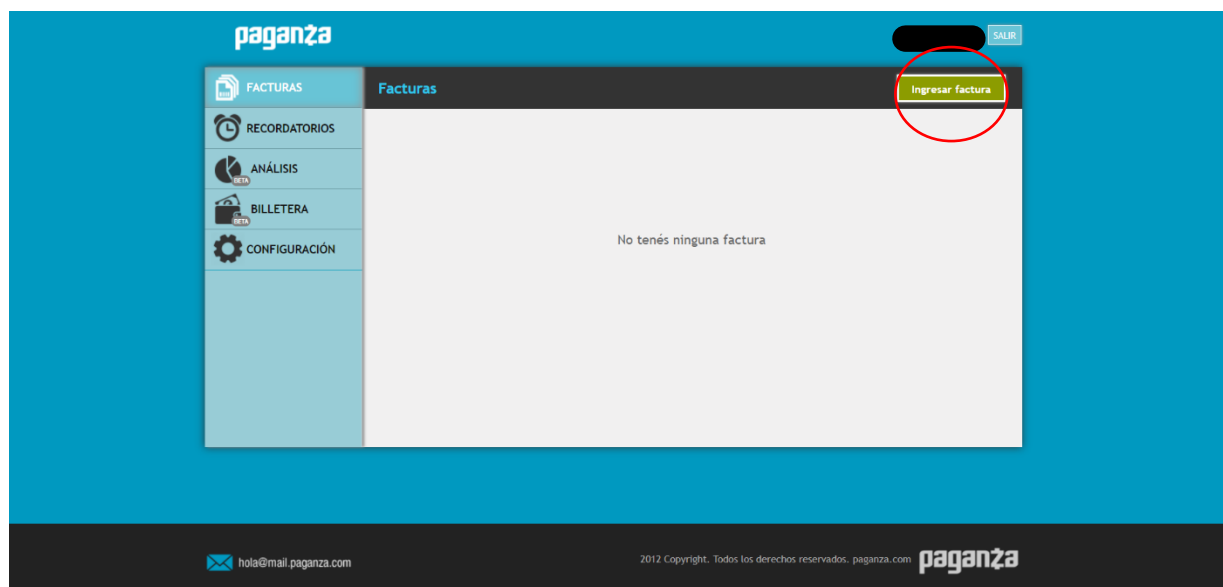 paganza
SALIR
FACTURAS
Facturas
Ingresar factura
RECORDATORIOS
ANÁLISIS
BETA
BILLETERA
BETA
CONFIGURACIÓN
No tenés ninguna factura
hola@mail.paganza.com
2012 Copyright. Todos los derechos reservados. paganza.com paganza